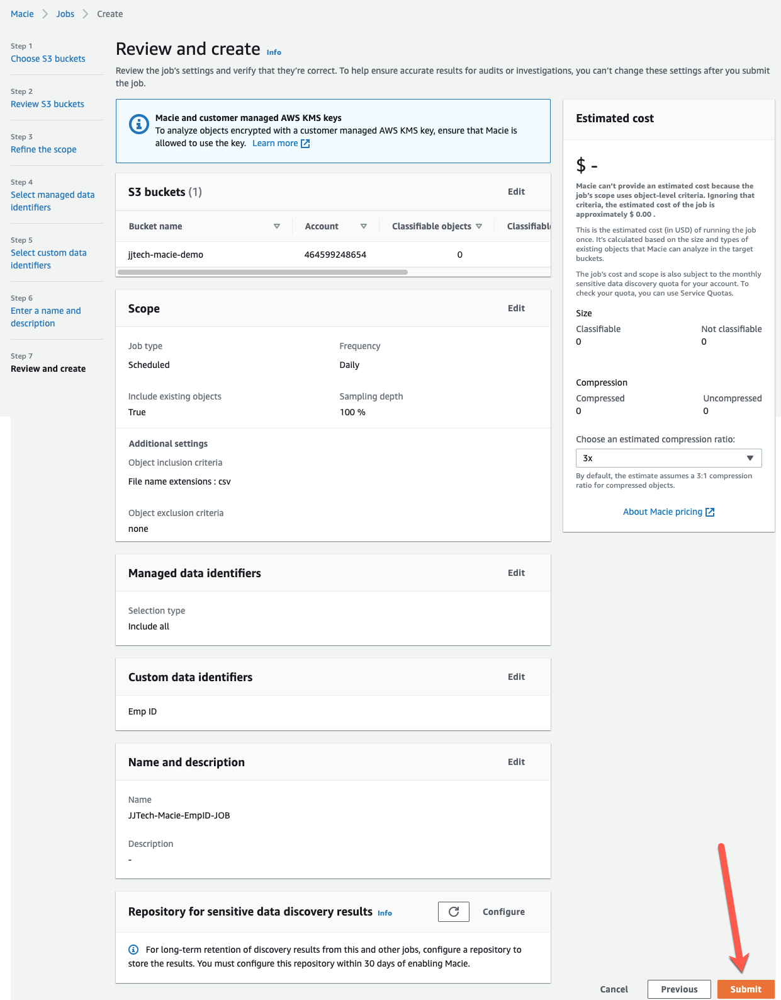 Macie
Jobs
Create
Step 1
Choose S3 buckets
Step 2
Review S3 buckets
Step 3
Refine the scope
Step 4
Select managed data
identifiers
Step 5
Select custom data
identifiers
Step 6
Enter a name and
description
Step 7
Review and create
Review and create Info
Review the job's settings and verify that they're correct. To help ensure accurate results for audits or investigations, you can't change these settings after you submit
the job.
Macie and customer managed AWS KMS keys
To analyze objects encrypted with a customer managed AWS KMS key, ensure that Macie is
allowed to use the key. Learn more
S3 buckets (1)
Edit
Bucket name
Account
Classifiable objects
Classifiabl
jjtech-macie-demo
464599248654
0
Scope
Edit
Job type
Frequency
Scheduled
Daily
Include existing objects
Sampling depth
True
100 %
Additional settings
Object inclusion criteria
File name extensions : csv
Object exclusion criteria
none
Managed data identifiers
Edit
Selection type
Include all
Custom data identifiers
Edit
Emp ID
Name and description
Edit
Name
JJTech-Macie-EmpID-JOB
Description
-
Repository for sensitive data discovery results Info
Configure
For long-term retention of discovery results from this and other jobs, configure a repository to
store the results. You must configure this repository within 30 days of enabling Macie.
Estimated cost
$ -
Macie can't provide an estimated cost because the
job's scope uses object-level criteria. Ignoring that
criteria, the estimated cost of the job is
approximately $ 0.00 .
This is the estimated cost (in USD) of running the job
once. It's calculated based on the size and types of
existing objects that Macie can analyze in the target
buckets.
The job's cost and scope is also subject to the monthly
sensitive data discovery quota for your account. To
check your quota, you can use Service Quotas.
Size
Classifiable
Not classifiable
0
0
Compression
Compressed
Uncompressed
0
0
Choose an estimated compression ratio:
3x
By default, the estimate assumes a 3:1 compression
ratio for compressed objects.
About Macie pricing
Cancel
Previous
Submit